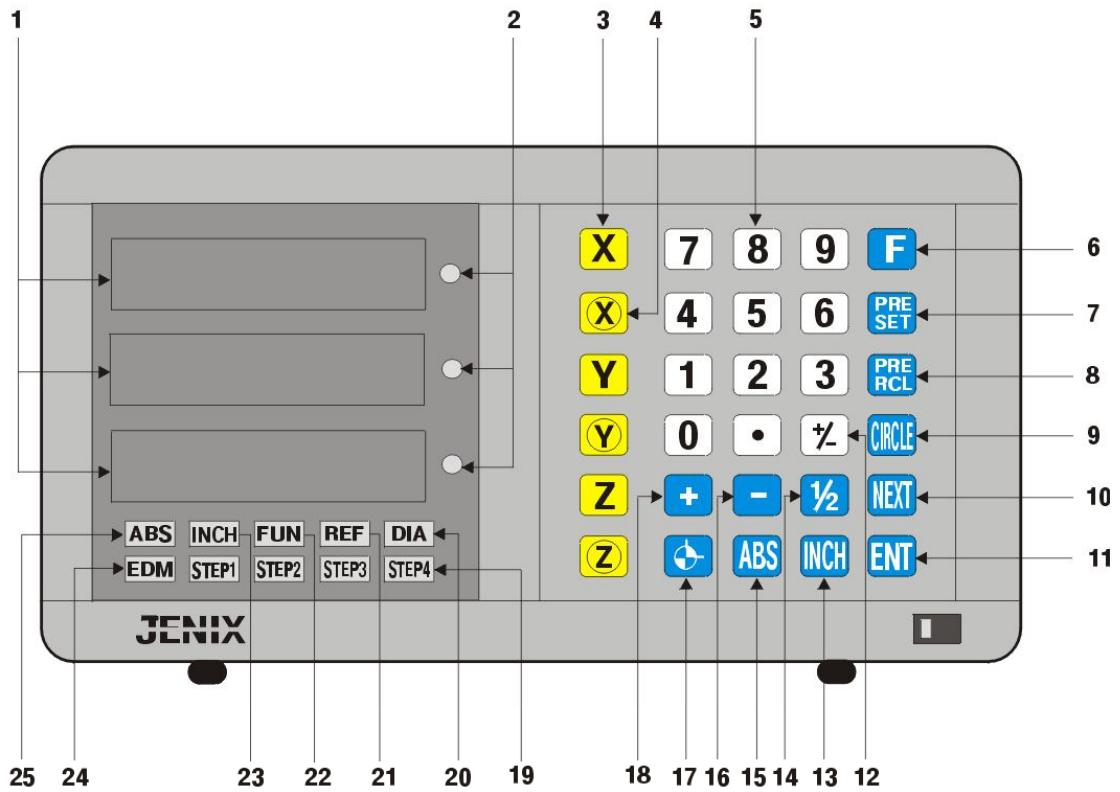 1 2 3 4 5
X 7 8 9 F 6
X 4 5 6 PRE SET 7
Y 1 2 3 PRE RCL 8
Y 0 • +/- CIRCLE 9
Z + - ½ NEXT 10
Z ABS INCH ENT 11
ABS INCH FUN REF DIA
EDM STEP1 STEP2 STEP3 STEP4
JENIX
25 24 23 22 21 20 19 18 17 16 15 14 13 12